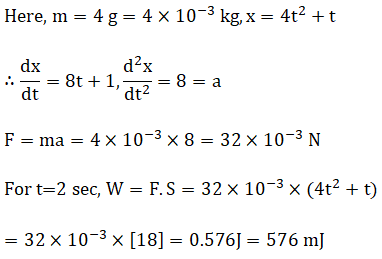 Here, m = 4 g = 4 × 10⁻³ kg, x = 4t² + t
∴ dx/dt = 8t + 1, d²x/dt² = 8 = a
F = ma = 4 × 10⁻³ × 8 = 32 × 10⁻³ N
For t=2 sec, W = F. S = 32 × 10⁻³ × (4t² + t)
= 32 × 10⁻³ × [18] = 0.576J = 576 mJ